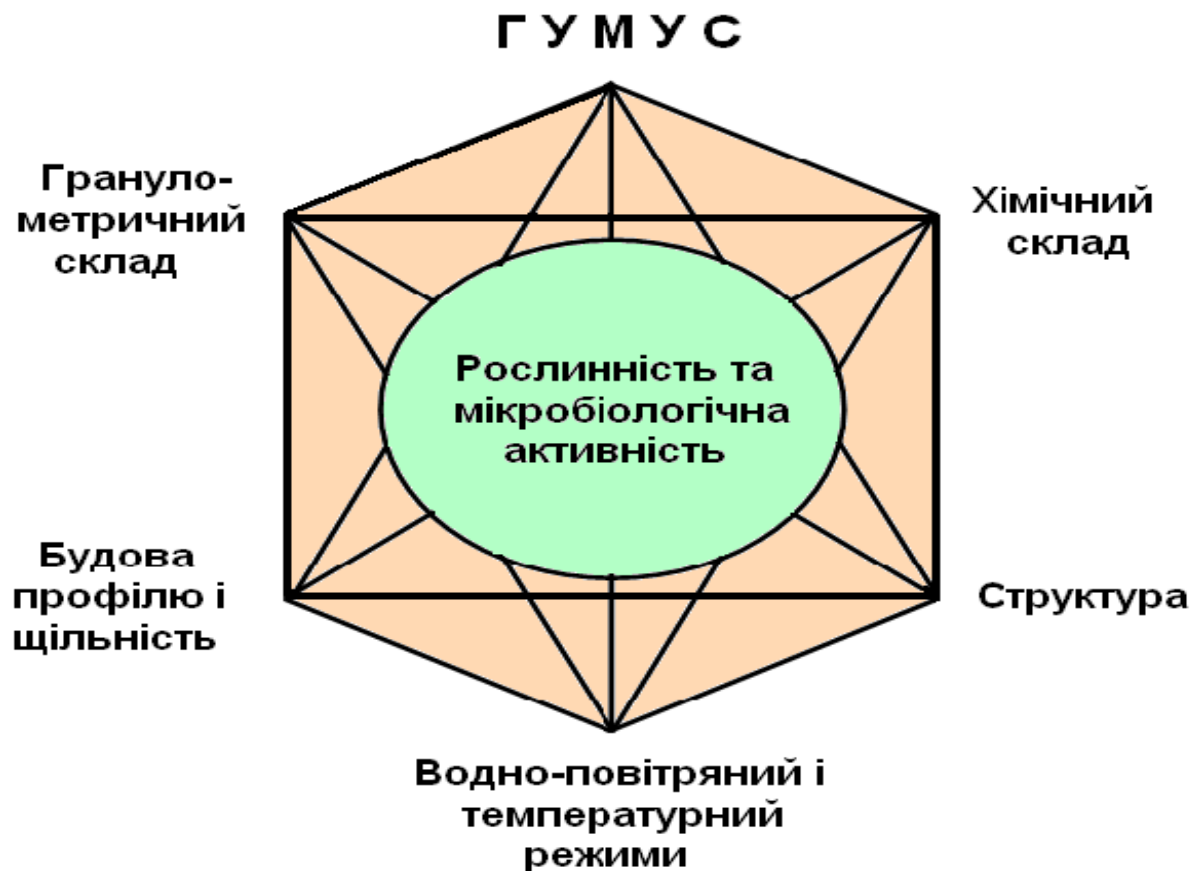 Г У М У С
Грануло-
метричний
склад
Хімічний
склад
Рослинність та
мікробіологічна
активність
Будова
профілю і
щільність
Структура
Водно-повітряний і
температурний
режими